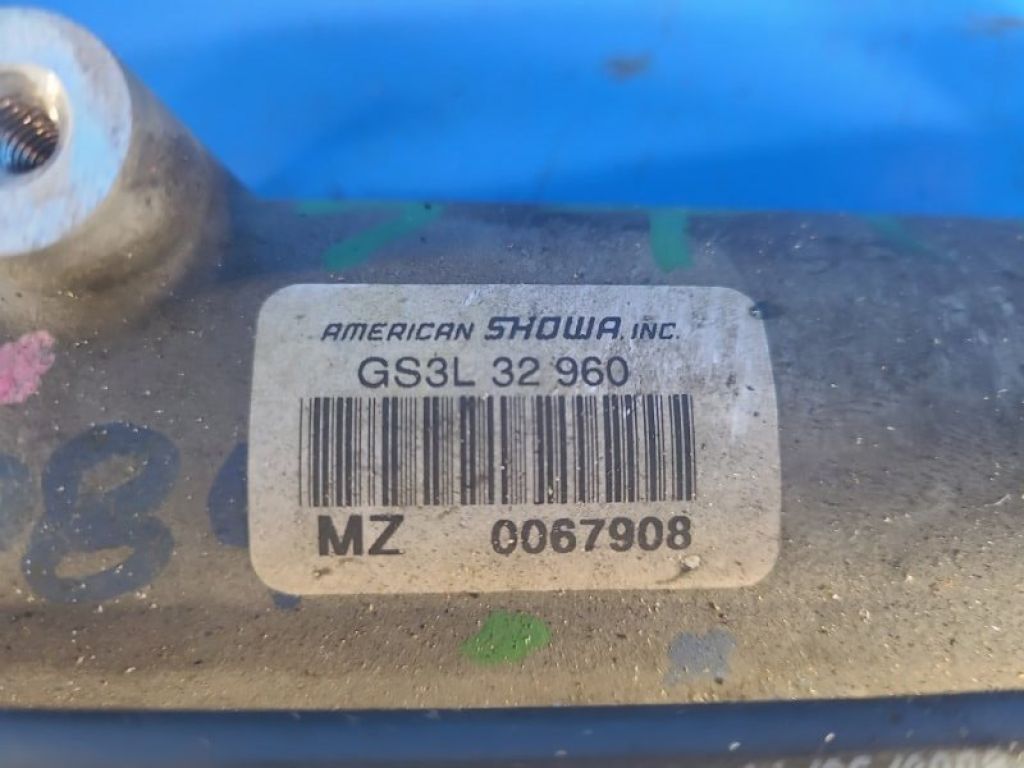 AMERICAN SHOWA, INC.
GS3L 32 960
MZ 0067908